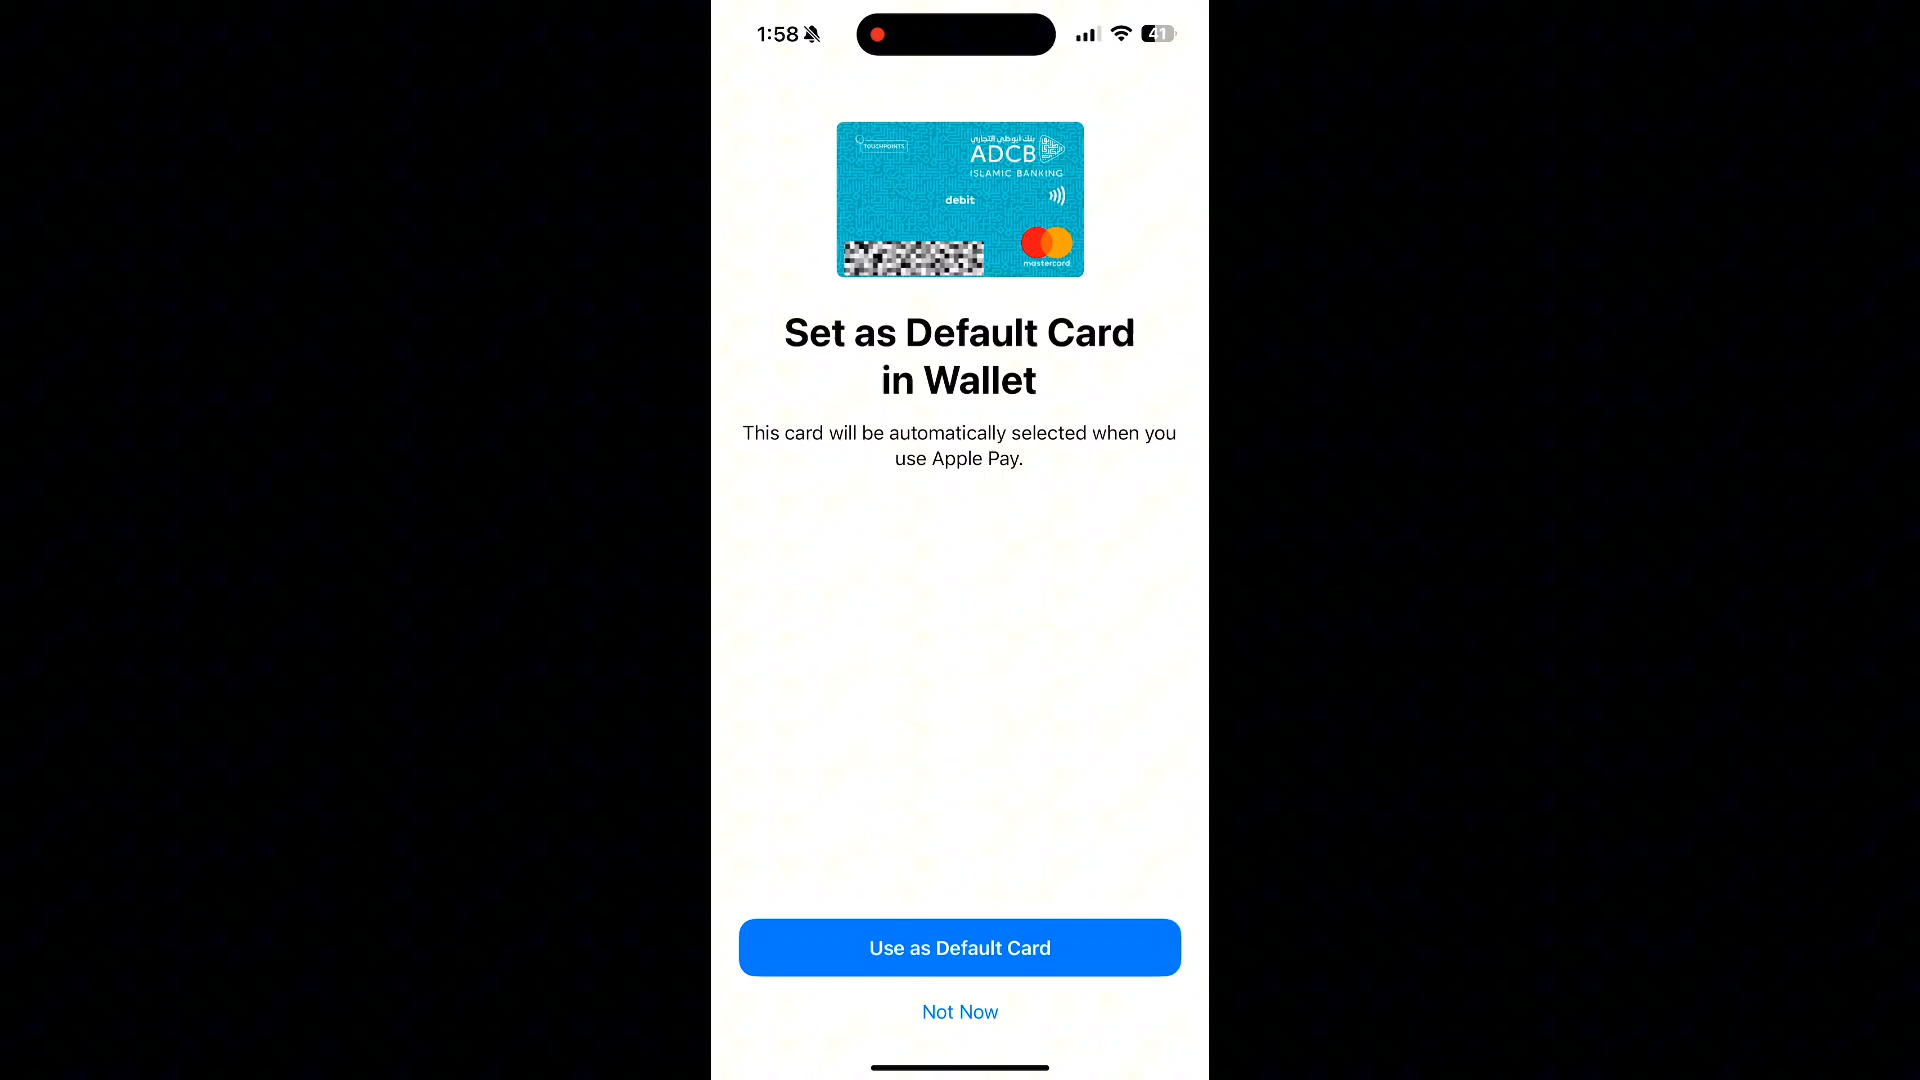 1:58
41
TOUCHPOINTS
بنك أبوظبي التجاري
ADCB
ISLAMIC BANKING
debit
mastercard
Set as Default Card
in Wallet
This card will be automatically selected when you
use Apple Pay.
Use as Default Card
Not Now